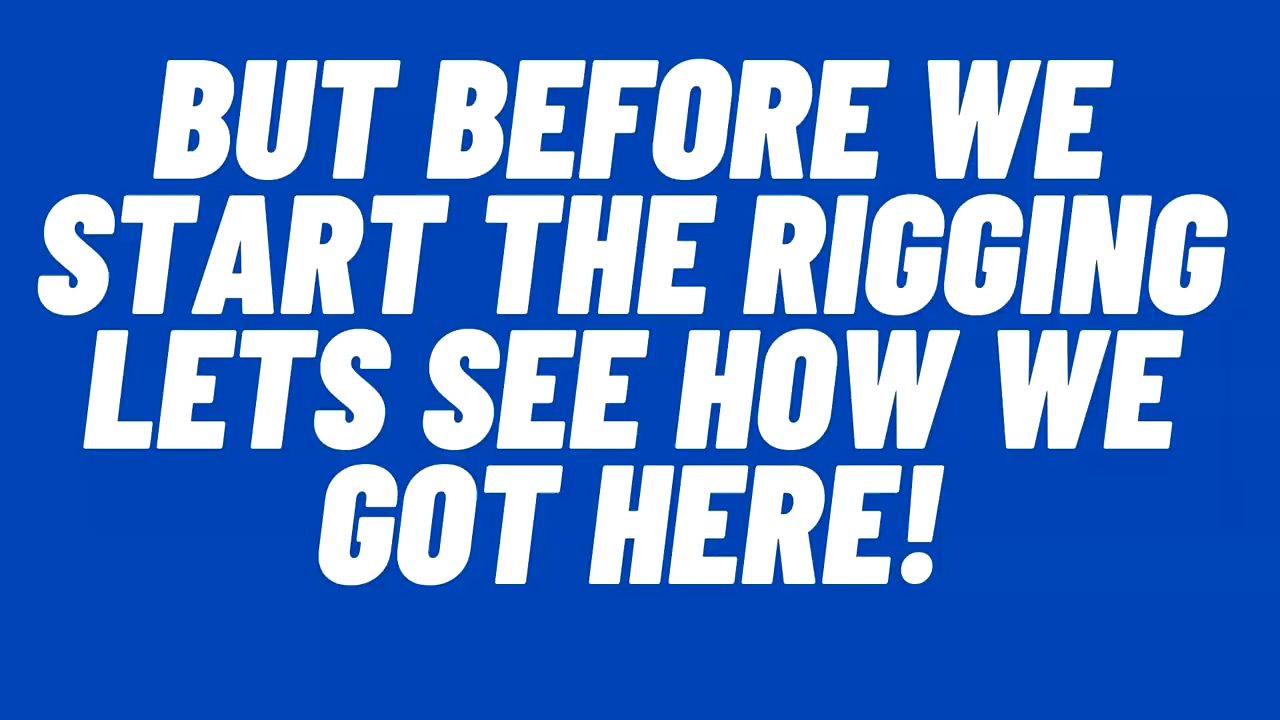 BUT BEFORE WE
START THE RIGGING
LETS SEE HOW WE
GOT HERE!